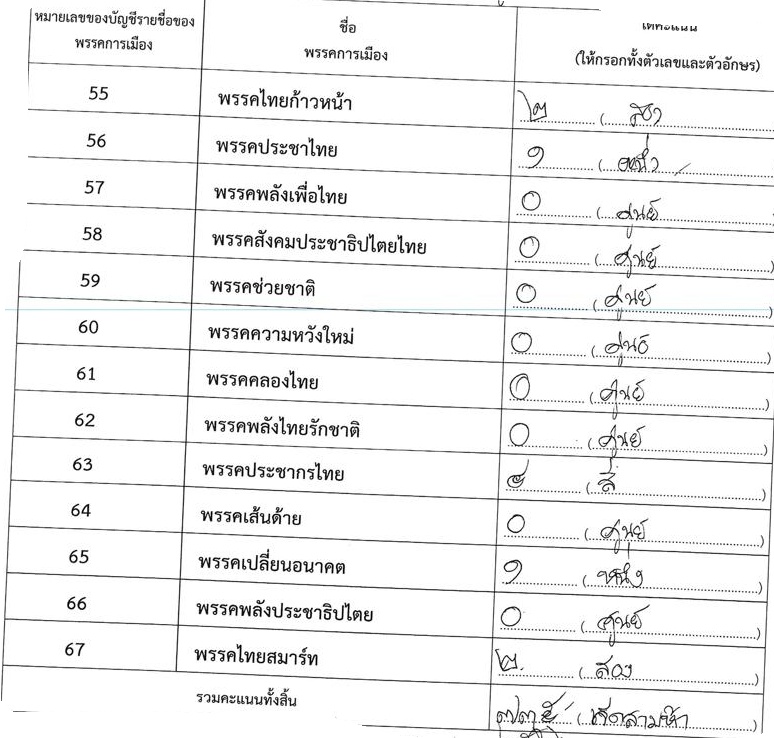 หมายเลขของบัญชีรายชื่อของพรรคการเมือง ชื่อพรรคการเมือง ได้คะแนน (ให้กรอกทั้งตัวเลขและตัวอักษร)
55 พรรคไทยก้าวหน้า ๒ (สอง
56 พรรคประชาไทย ๑ (หนึ่ง
57 พรรคพลังเพื่อไทย ๐ (ศูนย์)
58 พรรคสังคมประชาธิปไตยไทย ๐ (ศูนย์)
59 พรรคช่วยชาติ ๐ (ศูนย์)
60 พรรคความหวังใหม่ ๐ (ศูนย์)
61 พรรคคลองไทย ๐ (ศูนย์)
62 พรรคพลังไทยรักชาติ ๐ (ศูนย์)
63 พรรคประชากรไทย ๔ (สี่)
64 พรรคเส้นด้าย ๐ (ศูนย์)
65 พรรคเปลี่ยนอนาคต ๑ (หนึ่ง)
66 พรรคพลังประชาธิปไตย ๐ (ศูนย์)
67 พรรคไทยสมาร์ท ๒ (สอง)
รวมคะแนนทั้งสิ้น ๗๓๕ (เจ็ดสามห้า)